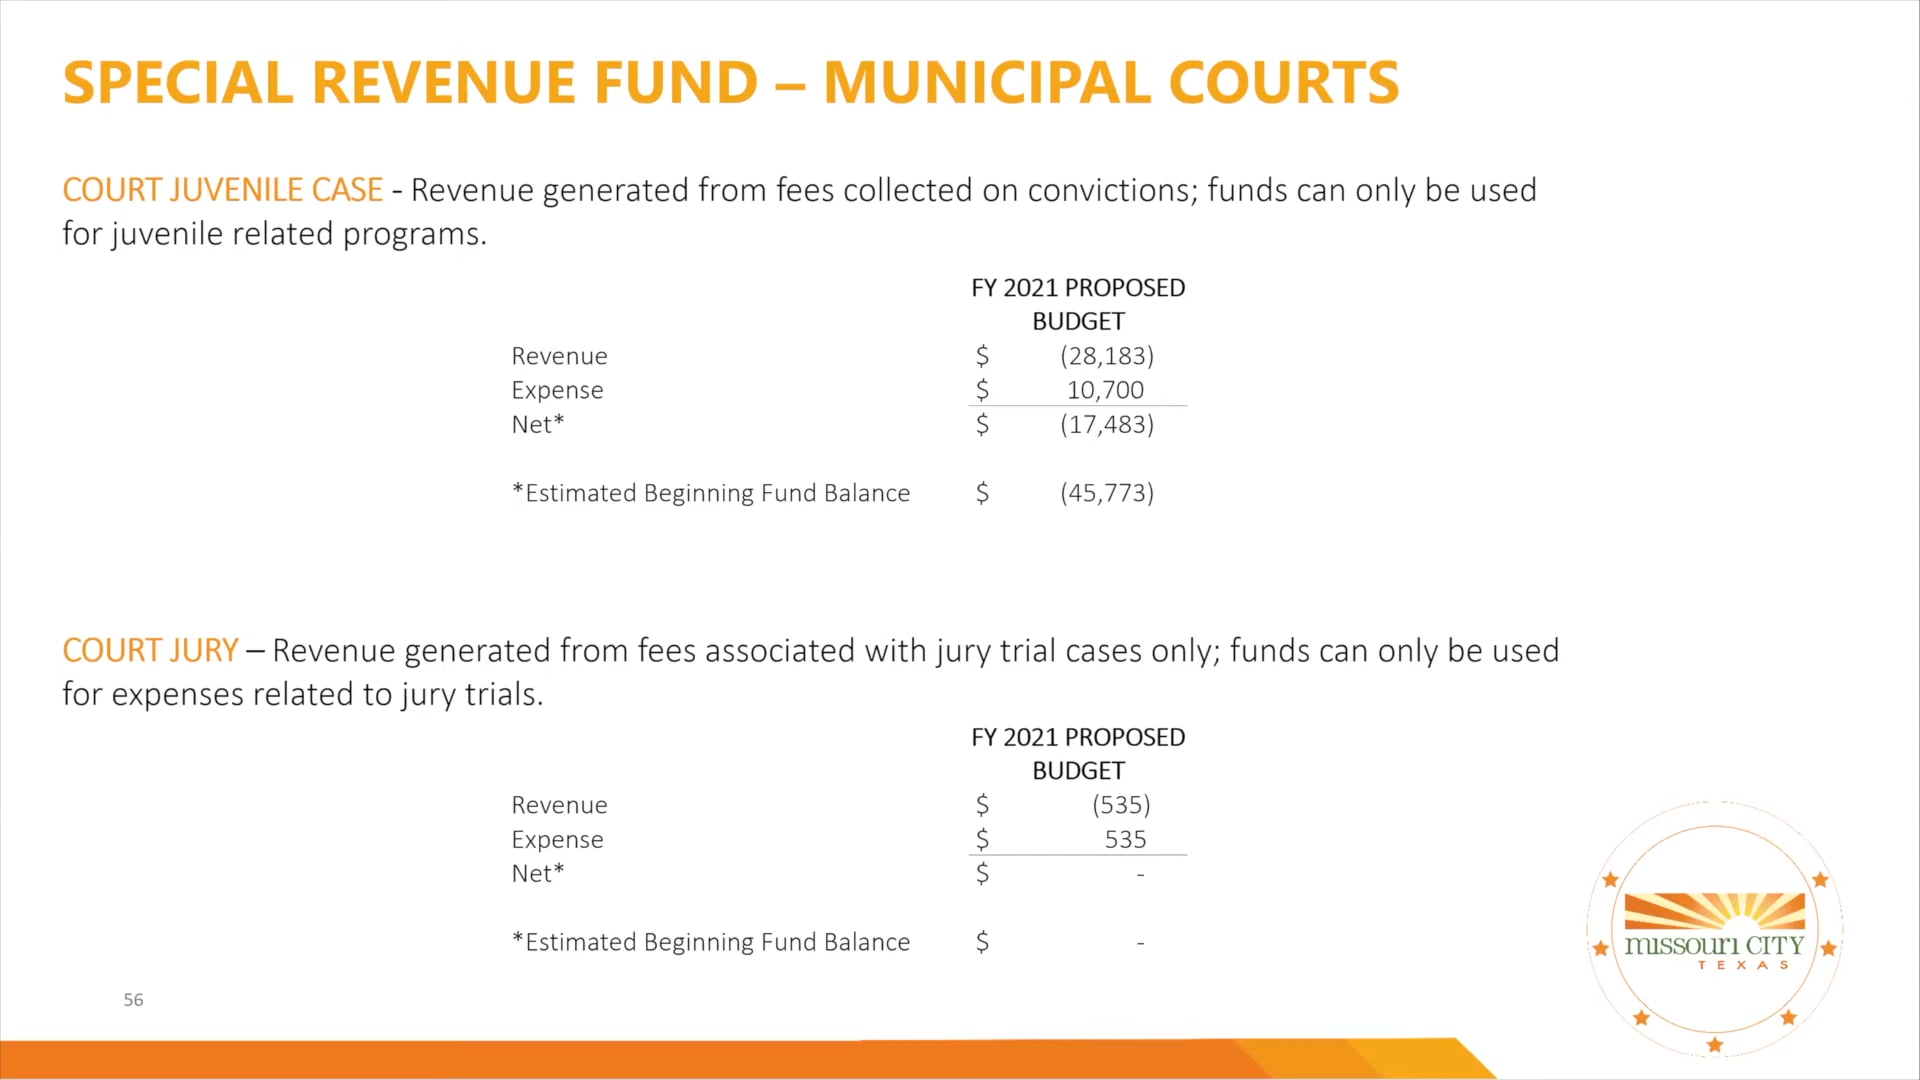 SPECIAL REVENUE FUND – MUNICIPAL COURTS
COURT JUVENILE CASE - Revenue generated from fees collected on convictions; funds can only be used
for juvenile related programs.
FY 2021 PROPOSED
BUDGET
Revenue $ (28,183)
Expense $ 10,700
Net* $ (17,483)
*Estimated Beginning Fund Balance $ (45,773)
COURT JURY – Revenue generated from fees associated with jury trial cases only; funds can only be used
for expenses related to jury trials.
FY 2021 PROPOSED
BUDGET
Revenue $ (535)
Expense $ 535
Net* $ -
*Estimated Beginning Fund Balance $ -
missouri CITY
TEXAS
56